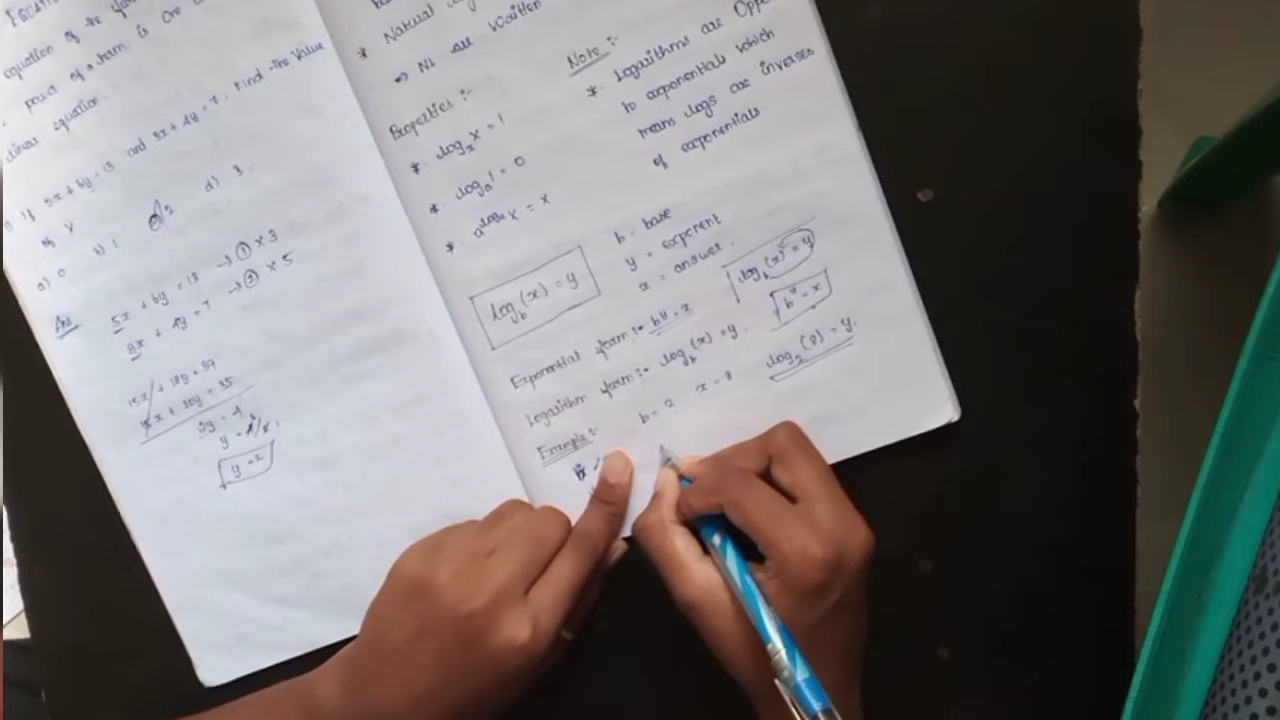 equation of the
power of a term is one
linear equation.
1) If 5x + 6y = 13 and 3x + 4y = 7. Find the Value
of Y
a) 0 b) 1 c) 2 d) 3.
Ans
5x + 6y = 13 → ① × 3
3x + 4y = 7 → ② × 5
15x + 18y = 39
15x + 20y = 35
2y = 4
y = 2
* Natural
⇒ NL are Written
Properties :-
* logₓ x = 1
* logₐ 1 = 0
* a^logₐ x = x
Note :-
* Logarithms are
to exponentials which
means logs are inverses
of exponentials.
log_b (x) = y
b - base
y = exponent
x = answer.
log_b (x) = y
b^y = x
Exponential form :- b^y = x
Logarithm form :- log_b (x) = y.
Example :-
b = 2 x = 8 log₂ (8) = y.